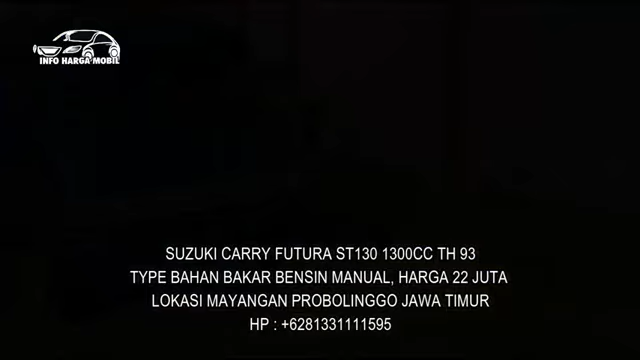 INFO HARGA MOBIL
SUZUKI CARRY FUTURA ST130 1300CC TH 93
TYPE BAHAN BAKAR BENSIN MANUAL, HARGA 22 JUTA
LOKASI MAYANGAN PROBOLINGGO JAWA TIMUR
HP : +6281331111595